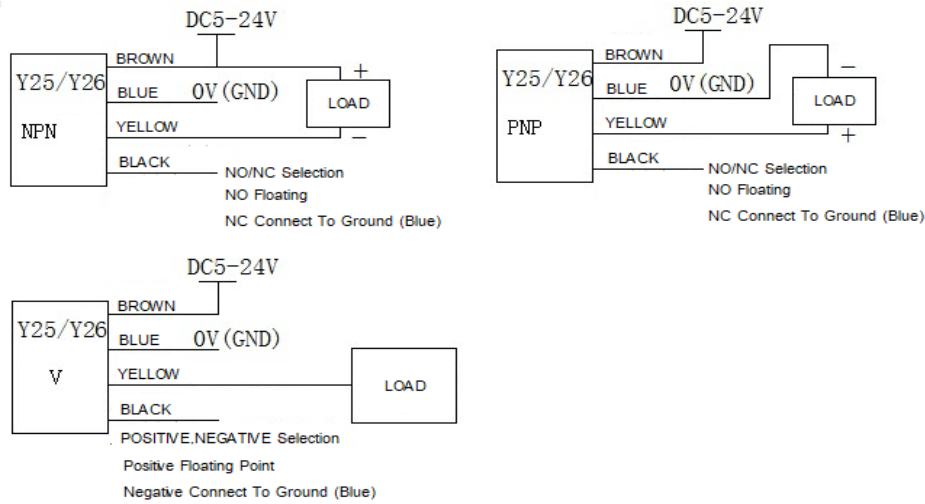 DC5-24V
BROWN
Y25/Y26
+
BLUE
0V(GND)
LOAD
NPN
YELLOW
−
BLACK
NO/NC Selection
NO Floating
NC Connect To Ground (Blue)
DC5-24V
BROWN
Y25/Y26
−
BLUE
0V(GND)
LOAD
PNP
YELLOW
+
BLACK
NO/NC Selection
NO Floating
NC Connect To Ground (Blue)
DC5-24V
BROWN
Y25/Y26
BLUE
0V(GND)
V
YELLOW
LOAD
BLACK
POSITIVE,NEGATIVE Selection
Positive Floating Point
Negative Connect To Ground (Blue)